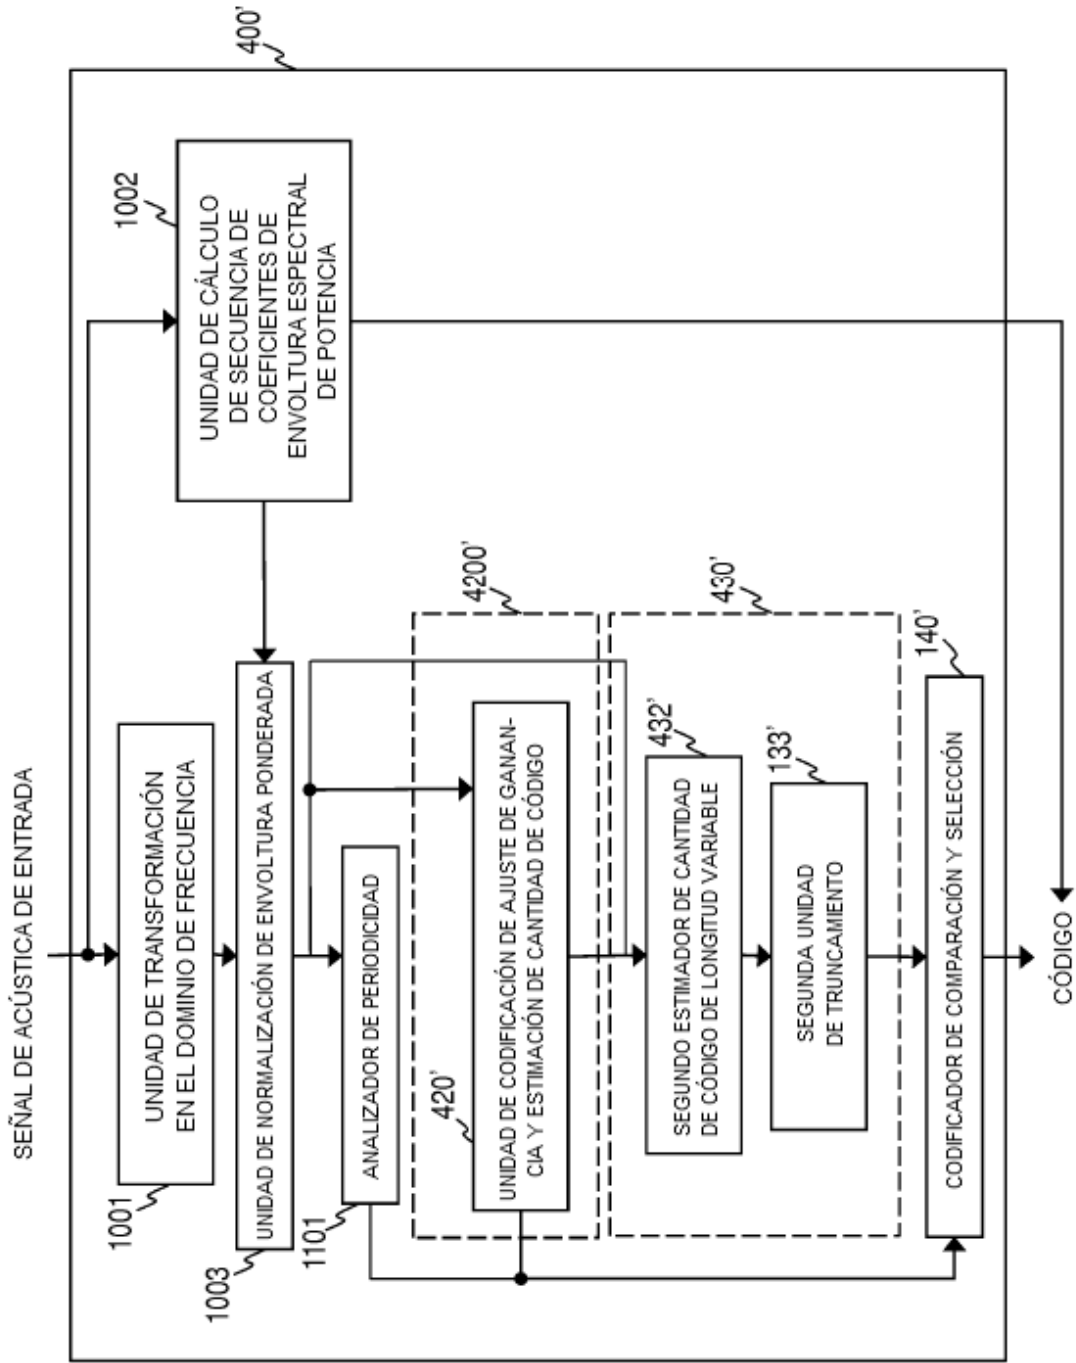 400’
SEÑAL DE ACÚSTICA DE ENTRADA
1001
UNIDAD DE TRANSFORMACIÓN
EN EL DOMINIO DE FRECUENCIA
1002
UNIDAD DE CÁLCULO
DE SECUENCIA DE
COEFICIENTES DE
ENVOLTURA ESPECTRAL
DE POTENCIA
1003
UNIDAD DE NORMALIZACIÓN DE ENVOLTURA PONDERADA
1101
ANALIZADOR DE PERIODICIDAD
4200’
420’
UNIDAD DE CODIFICACIÓN DE AJUSTE DE GANAN-
CIA Y ESTIMACIÓN DE CANTIDAD DE CÓDIGO
430’
432’
SEGUNDO ESTIMADOR DE CANTIDAD
DE CÓDIGO DE LONGITUD VARIABLE
133’
SEGUNDA UNIDAD
DE TRUNCAMIENTO
140’
CODIFICADOR DE COMPARACIÓN Y SELECCIÓN
CÓDIGO